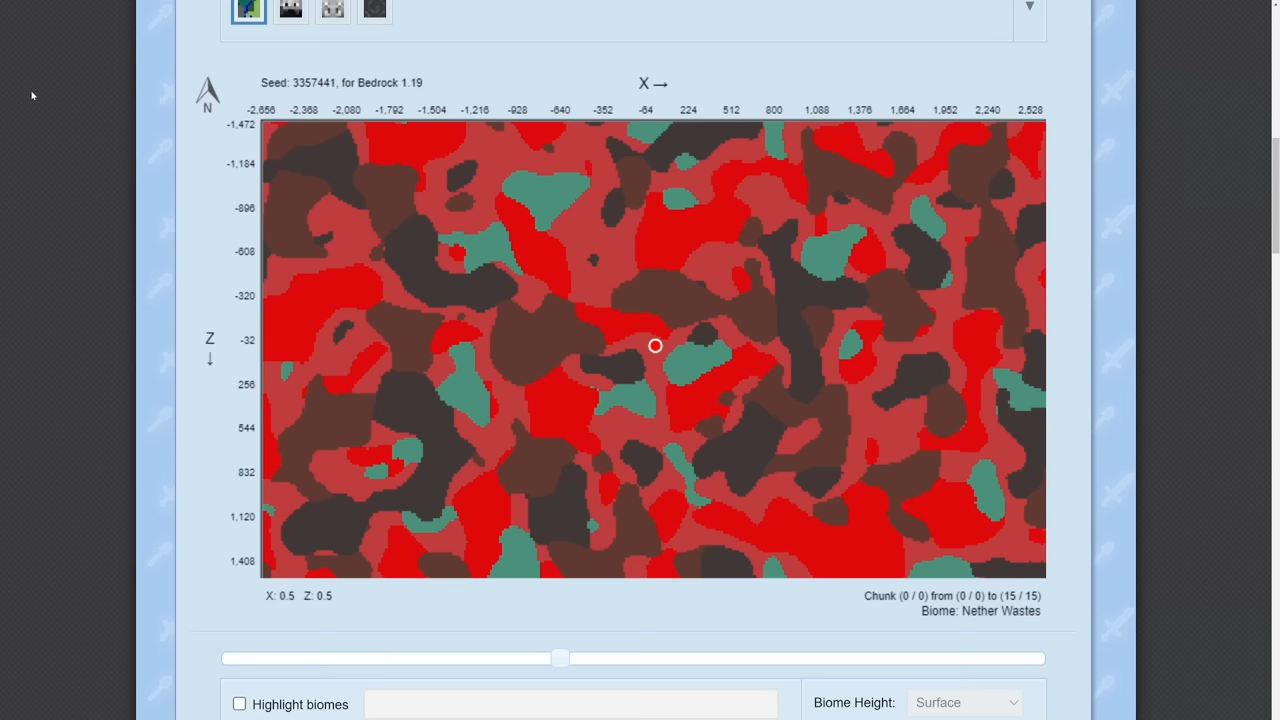 Seed: 3357441, for Bedrock 1.19
X →
N
-2,656 -2,368 -2,080 -1,792 -1,504 -1,216 -928 -640 -352 -64 224 512 800 1,088 1,376 1,664 1,952 2,240 2,528
-1,472
-1,184
-896
-608
-320
Z
↓
-32
256
544
832
1,120
1,408
X: 0.5 Z: 0.5
Chunk (0 / 0) from (0 / 0) to (15 / 15)
Biome: Nether Wastes
Highlight biomes
Biome Height:
Surface